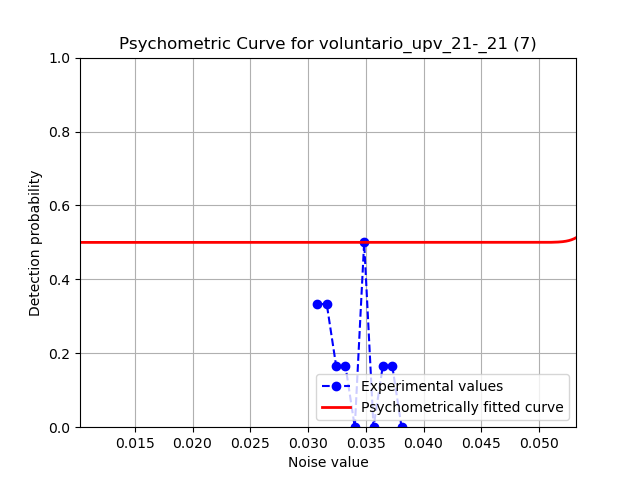 Psychometric Curve for voluntario_upv_21-_21 (7)
1.0
0.8
0.6
0.4
0.2
0.0
Detection probability
Experimental values
Psychometrically fitted curve
0.015 0.020 0.025 0.030 0.035 0.040 0.045 0.050
Noise value